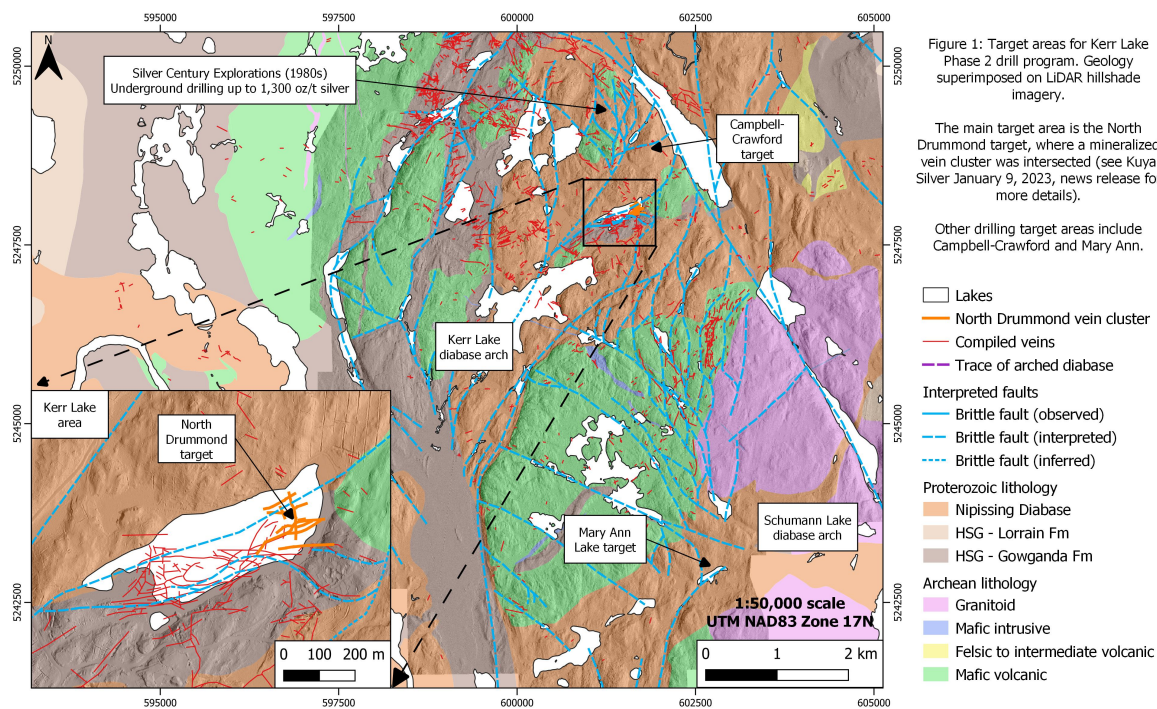 595000
597500
600000
602500
605000
N
5250000
5247500
5245000
5242500
Silver Century Explorations (1980s)
Underground drilling up to 1,300 oz/t silver
Campbell-
Crawford
target
Kerr Lake
diabase arch
Kerr Lake
area
North
Drummond
target
Mary Ann
Lake target
Schumann Lake
diabase arch
1:50,000 scale
UTM NAD83 Zone 17N
0 100 200 m
0 1 2 km
5250000
5247500
5245000
5242500
595000
597500
600000
602500
605000
Figure 1: Target areas for Kerr Lake
Phase 2 drill program. Geology
superimposed on LiDAR hillshade
imagery.
The main target area is the North
Drummond target, where a mineralized
vein cluster was intersected (see Kuya
Silver January 9, 2023, news release fo
more details).
Other drilling target areas include
Campbell-Crawford and Mary Ann.
Lakes
North Drummond vein cluster
Compiled veins
Trace of arched diabase
Interpreted faults
Brittle fault (observed)
Brittle fault (interpreted)
Brittle fault (inferred)
Proterozoic lithology
Nipissing Diabase
HSG - Lorrain Fm
HSG - Gowganda Fm
Archean lithology
Granitoid
Mafic intrusive
Felsic to intermediate volcanic
Mafic volcanic